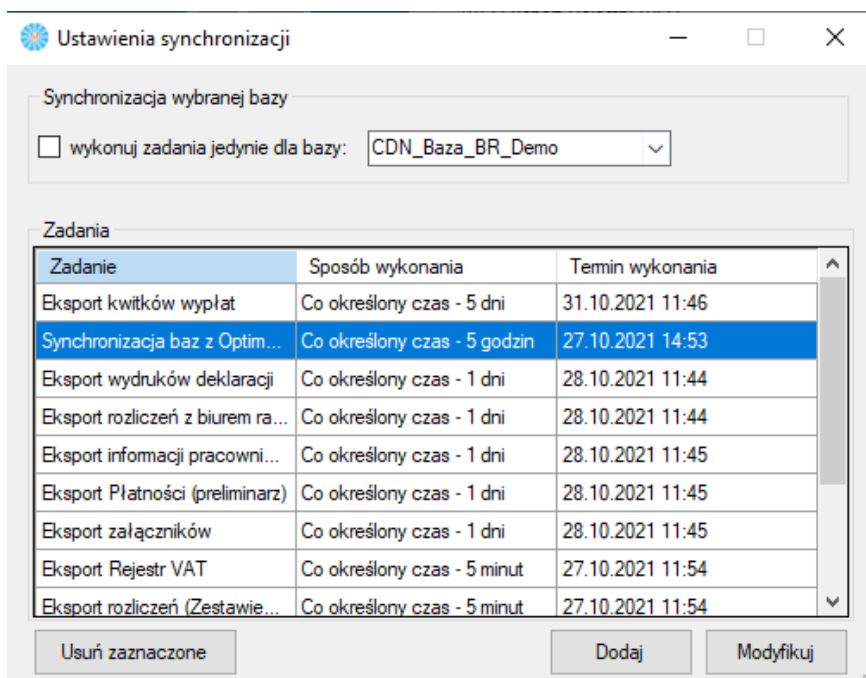 Ustawienia synchronizacji
Synchronizacja wybranej bazy
wykonuj zadania jedynie dla bazy: CDN_Baza_BR_Demo
Zadania
Zadanie Sposób wykonania Termin wykonania
Eksport kwitków wypłat Co określony czas - 5 dni 31.10.2021 11:46
Synchronizacja baz z Optim... Co określony czas - 5 godzin 27.10.2021 14:53
Eksport wydruków deklaracji Co określony czas - 1 dni 28.10.2021 11:44
Eksport rozliczeń z biurem ra... Co określony czas - 1 dni 28.10.2021 11:44
Eksport informacji pracowni... Co określony czas - 1 dni 28.10.2021 11:45
Eksport Płatności (preliminarz) Co określony czas - 1 dni 28.10.2021 11:45
Eksport załączników Co określony czas - 1 dni 28.10.2021 11:45
Eksport Rejestr VAT Co określony czas - 5 minut 27.10.2021 11:54
Eksport rozliczeń (Zestawie... Co określony czas - 5 minut 27.10.2021 11:54
Usuń zaznaczone Dodaj Modyfikuj